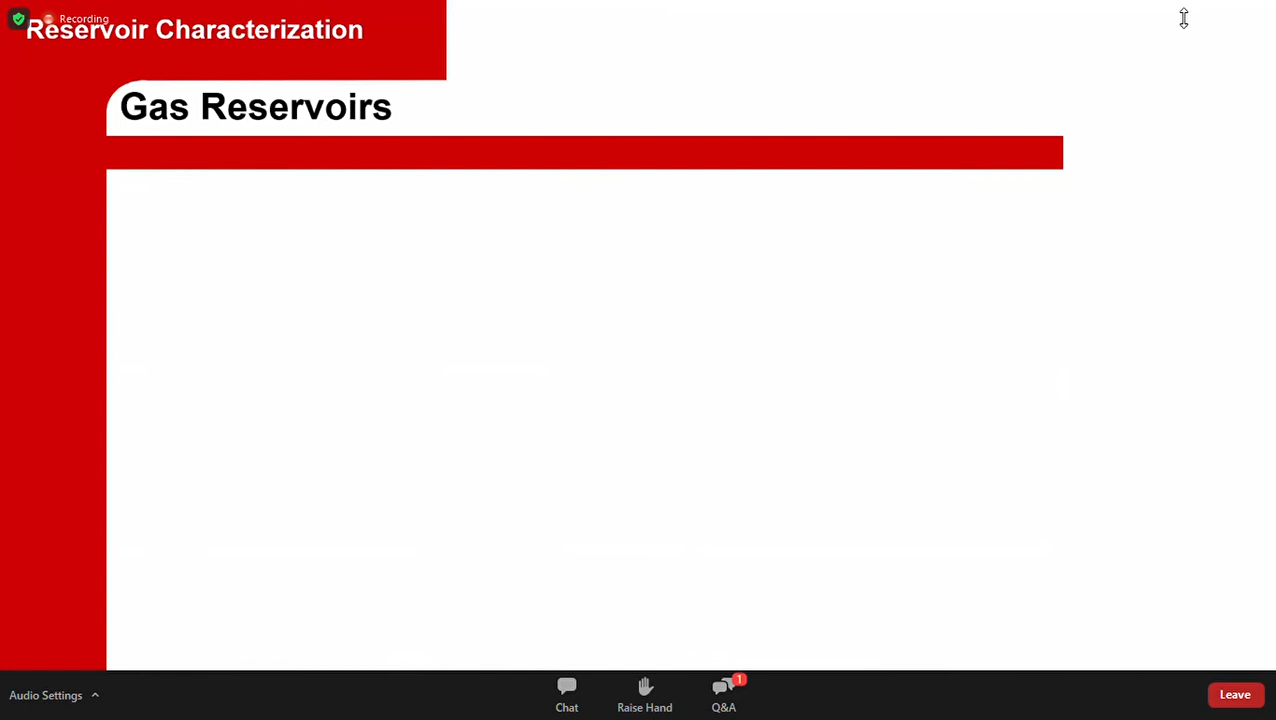 Recording
Reservoir Characterization
Gas Reservoirs
Audio Settings
Chat
Raise Hand
1
Q&A
Leave